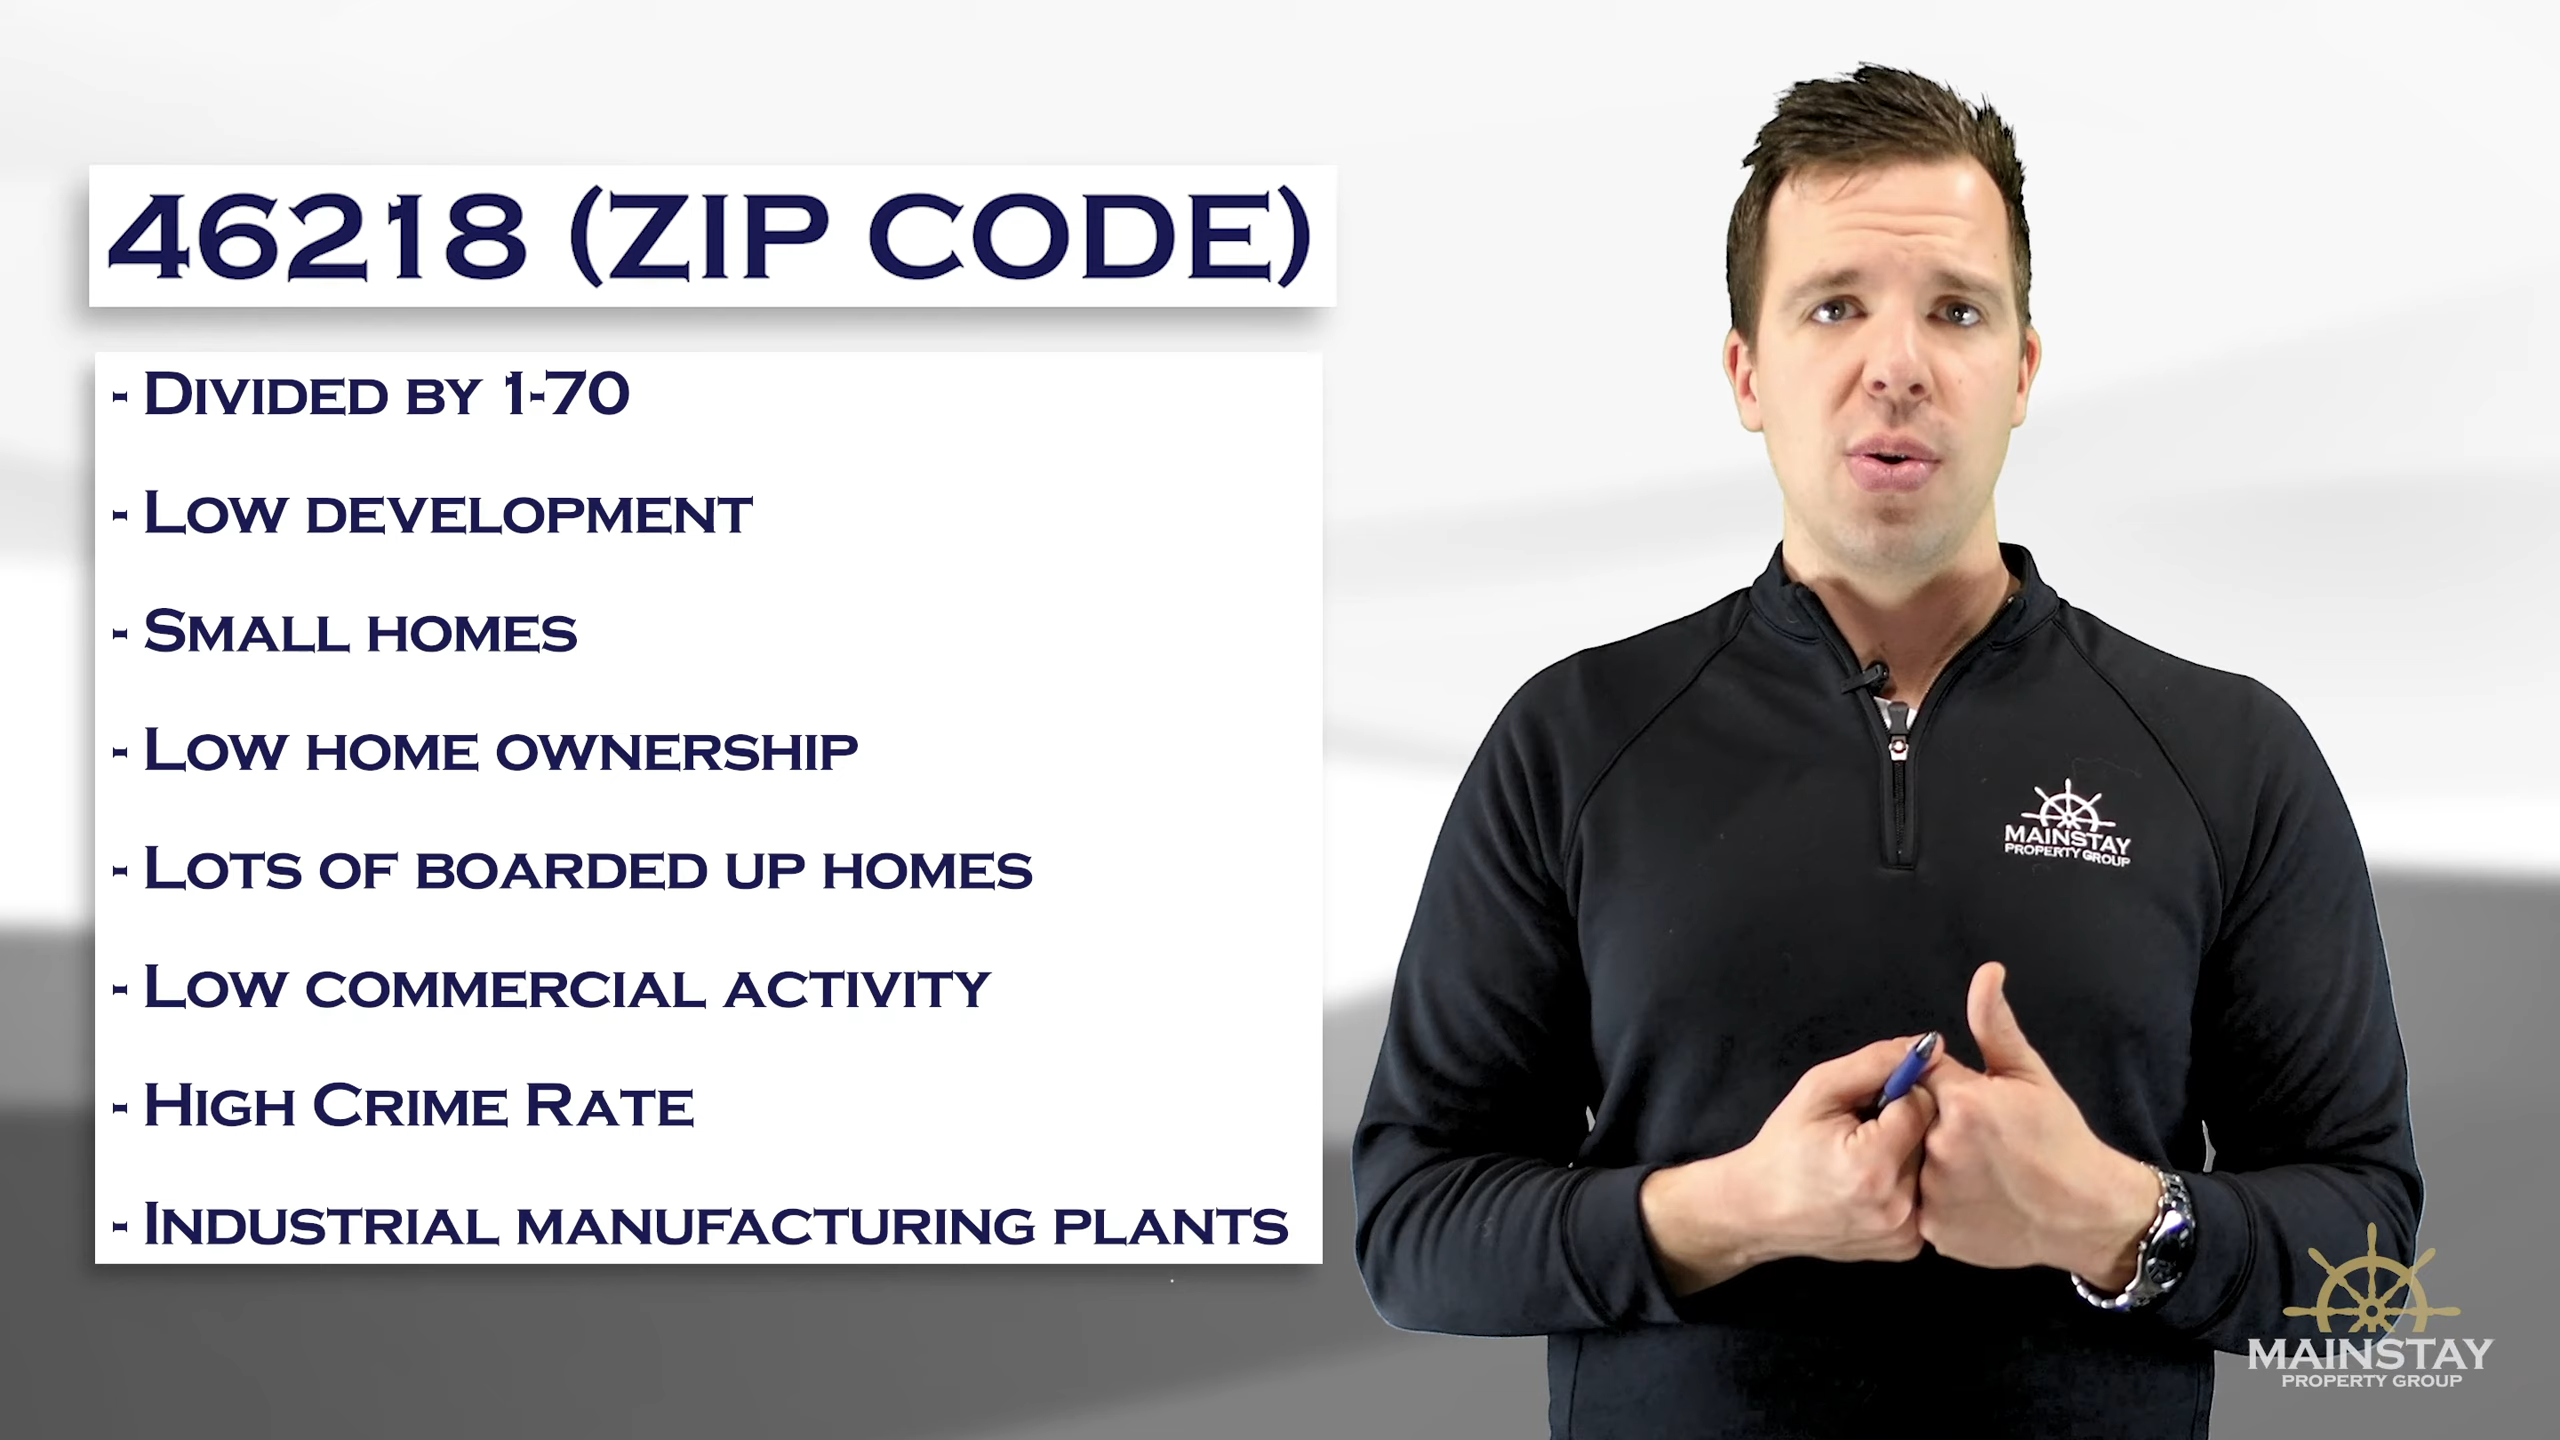 46218 (ZIP CODE)
- DIVIDED BY 1-70
- LOW DEVELOPMENT
- SMALL HOMES
- LOW HOME OWNERSHIP
- LOTS OF BOARDED UP HOMES
- LOW COMMERCIAL ACTIVITY
- HIGH CRIME RATE
- INDUSTRIAL MANUFACTURING PLANTS
MAINSTAY
PROPERTY GROUP
MAINSTAY
PROPERTY GROUP